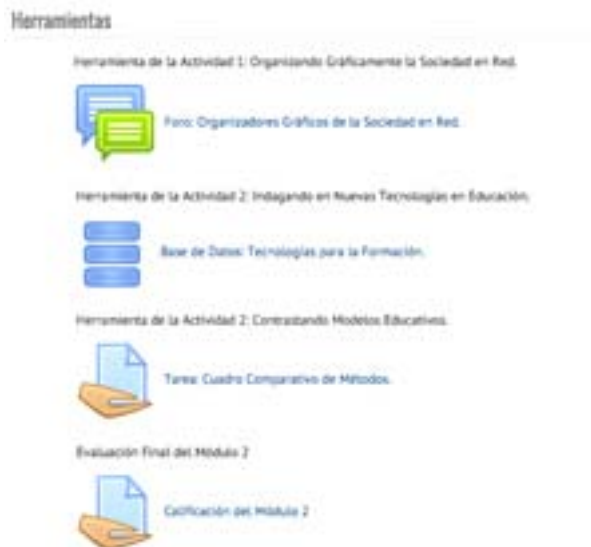 Herramientas
Herramienta de la Actividad 1: Organizando Gráficamente la Sociedad en Red.
Foro: Organizadores Gráficos de la Sociedad en Red.
Herramienta de la Actividad 2: Indagando en Nuevas Tecnologías en Educación.
Base de Datos: Tecnologías para la Formación.
Herramienta de la Actividad 2: Contrastando Modelos Educativos.
Tarea: Cuadro Comparativo de Métodos.
Evaluación Final del Módulo 2
Calificación del Módulo 2